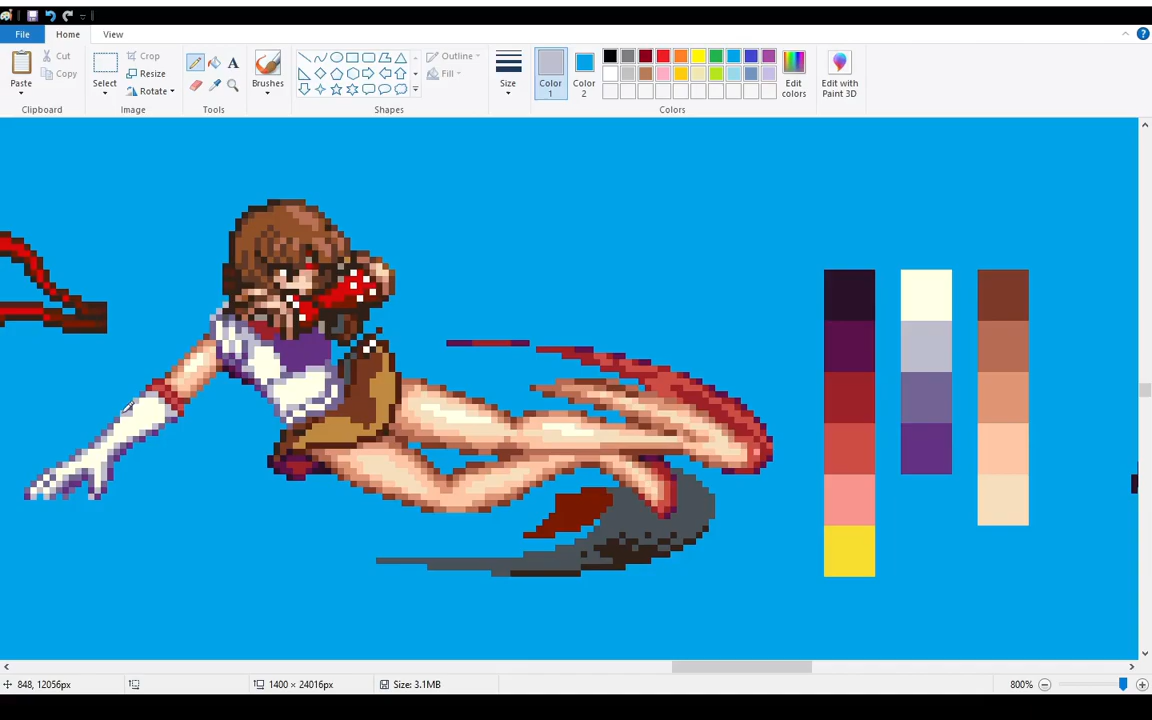 File
Home
View
Paste
Cut
Copy
Clipboard
Select
Crop
Resize
Rotate
Image
A
Tools
Brushes
Outline
Fill
Shapes
Size
Color 1
Color 2
Edit colors
Edit with Paint 3D
Colors
848, 12056px
1400 × 24016px
Size: 3.1MB
800%